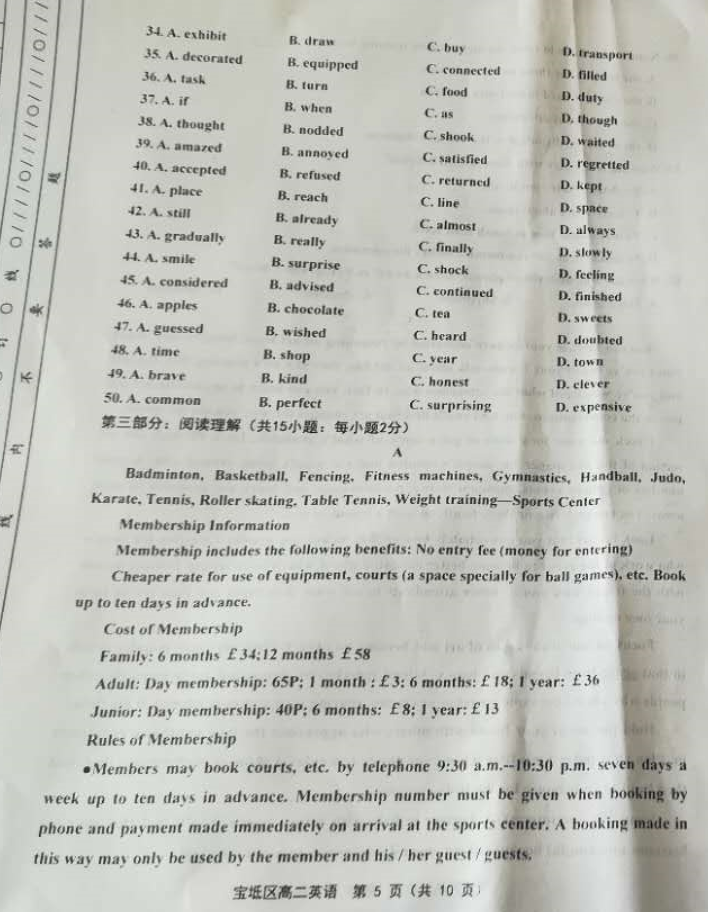 34. A. exhibit B. draw C. buy D. transport
35. A. decorated B. equipped C. connected D. filled
36. A. task B. turn C. food D. duty
37. A. if B. when C. as D. though
38. A. thought B. nodded C. shook D. waited
39. A. amazed B. annoyed C. satisfied D. regretted
40. A. accepted B. refused C. returned D. kept
41. A. place B. reach C. line D. space
42. A. still B. already C. almost D. always
43. A. gradually B. really C. finally D. slowly
44. A. smile B. surprise C. shock D. feeling
45. A. considered B. advised C. continued D. finished
46. A. apples B. chocolate C. tea D. sweets
47. A. guessed B. wished C. heard D. doubted
48. A. time B. shop C. year D. town
49. A. brave B. kind C. honest D. clever
50. A. common B. perfect C. surprising D. expensive
第三部分：阅读理解（共15小题：每小题2分）
A
Badminton, Basketball, Fencing, Fitness machines, Gymnastics, Handball, Judo,
Karate, Tennis, Roller skating, Table Tennis, Weight training—Sports Center
Membership Information
Membership includes the following benefits: No entry fee (money for entering)
Cheaper rate for use of equipment, courts (a space specially for ball games), etc. Book
up to ten days in advance.
Cost of Membership
Family: 6 months £34;12 months £58
Adult: Day membership: 65P; 1 month : £3; 6 months: £18; 1 year: £36
Junior: Day membership: 40P; 6 months: £8; 1 year: £13
Rules of Membership
●Members may book courts, etc. by telephone 9:30 a.m.--10:30 p.m. seven days a
week up to ten days in advance. Membership number must be given when booking by
phone and payment made immediately on arrival at the sports center. A booking made in
this way may only be used by the member and his / her guest / guests.
宝坻区高二英语 第 5 页（共 10 页）
题
答
要
不
内
线
线